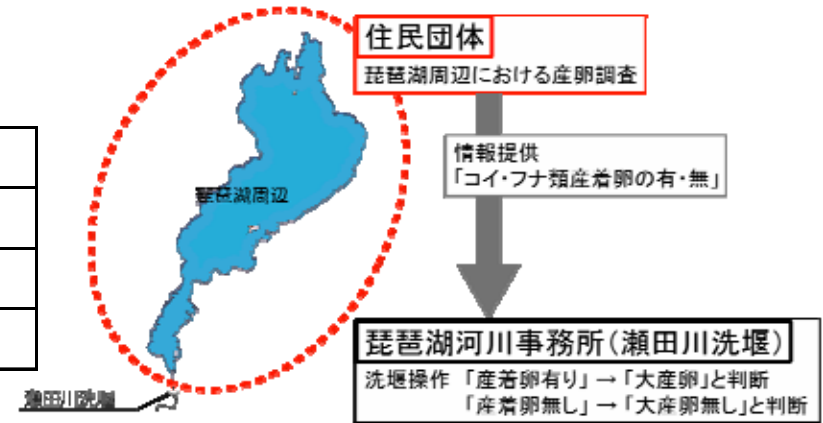 住民団体
琵琶湖周辺における産卵調査
情報提供
「コイ・フナ類産着卵の有・無」
琵琶湖周辺
琵琶湖河川事務所(瀬田川洗堰)
洗堰操作 「産着卵有り」→「大産卵」と判断
「産着卵無し」→「大産卵無し」と判断
瀬田川洗堰